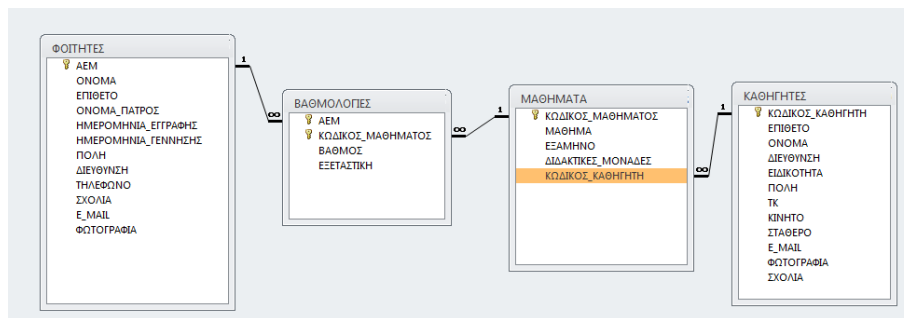 ΦΟΙΤΗΤΕΣ
ΑΕΜ
ΟΝΟΜΑ
ΕΠΙΘΕΤΟ
ΟΝΟΜΑ_ΠΑΤΡΟΣ
ΗΜΕΡΟΜΗΝΙΑ_ΕΓΓΡΑΦΗΣ
ΗΜΕΡΟΜΗΝΙΑ_ΓΕΝΝΗΣΗΣ
ΠΟΛΗ
ΔΙΕΥΘΥΝΣΗ
ΤΗΛΕΦΩΝΟ
ΣΧΟΛΙΑ
E_MAIL
ΦΩΤΟΓΡΑΦΙΑ
1
∞
ΒΑΘΜΟΛΟΓΙΕΣ
ΑΕΜ
ΚΩΔΙΚΟΣ_ΜΑΘΗΜΑΤΟΣ
ΒΑΘΜΟΣ
ΕΞΕΤΑΣΤΙΚΗ
∞
1
ΜΑΘΗΜΑΤΑ
ΚΩΔΙΚΟΣ_ΜΑΘΗΜΑΤΟΣ
ΜΑΘΗΜΑ
ΕΞΑΜΗΝΟ
ΔΙΔΑΚΤΙΚΕΣ_ΜΟΝΑΔΕΣ
ΚΩΔΙΚΟΣ_ΚΑΘΗΓΗΤΗ
∞
1
ΚΑΘΗΓΗΤΕΣ
ΚΩΔΙΚΟΣ_ΚΑΘΗΓΗΤΗ
ΕΠΙΘΕΤΟ
ΟΝΟΜΑ
ΔΙΕΥΘΥΝΣΗ
ΕΙΔΙΚΟΤΗΤΑ
ΠΟΛΗ
ΤΚ
ΚΙΝΗΤΟ
ΣΤΑΘΕΡΟ
E_MAIL
ΦΩΤΟΓΡΑΦΙΑ
ΣΧΟΛΙΑ